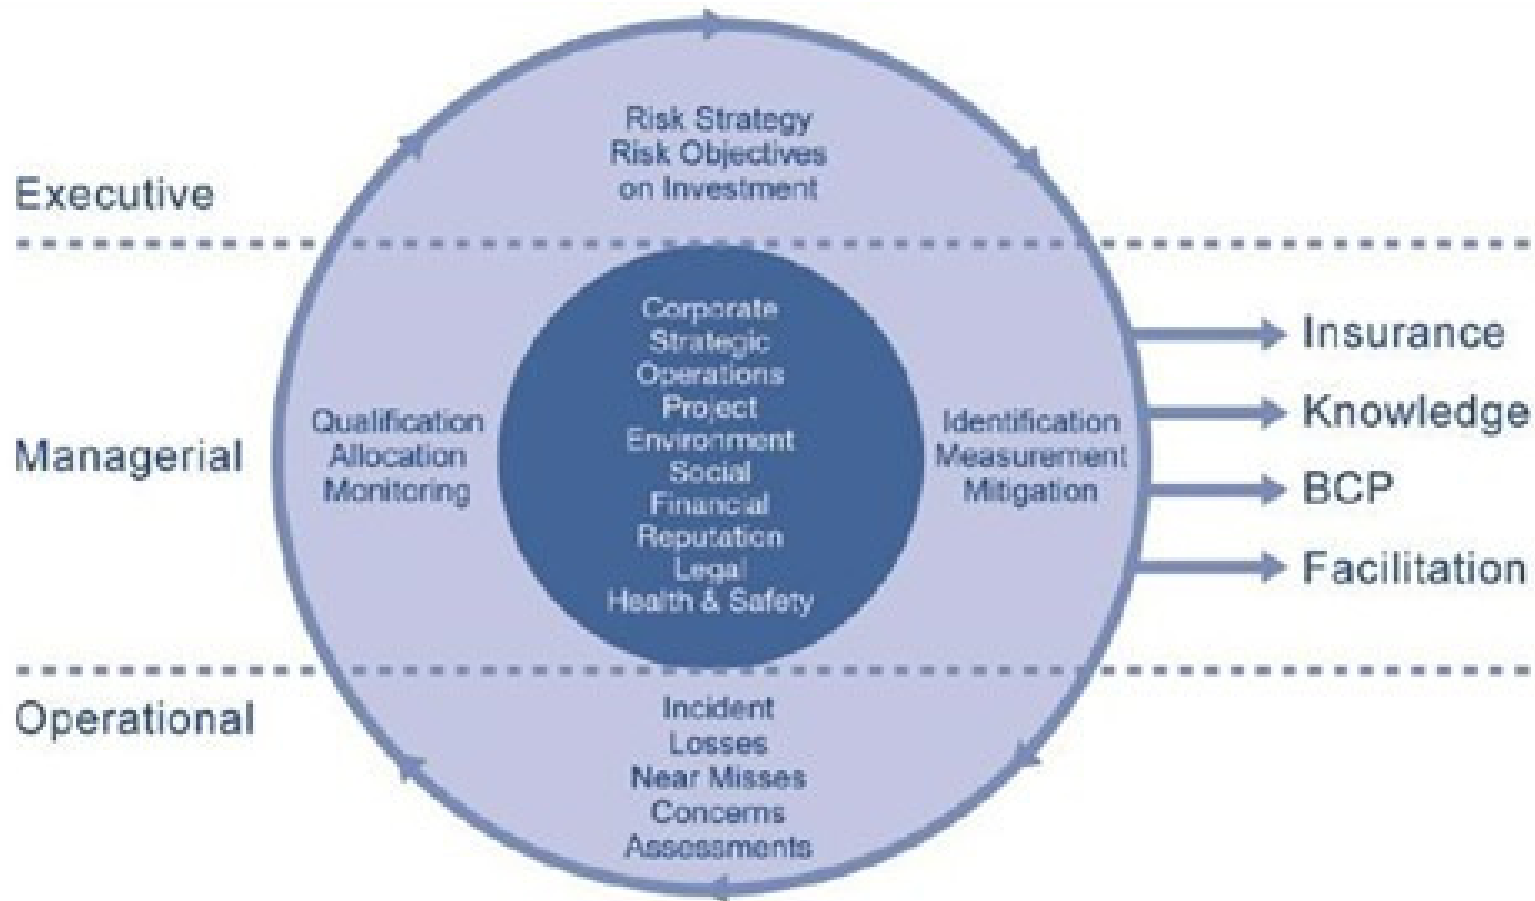 Risk Strategy
Risk Objectives
on Investment
Executive
Corporate
Strategic
Operations
Project
Environment
Social
Financial
Reputation
Legal
Health & Safety
Managerial
Qualification
Allocation
Monitoring
Identification
Measurement
Mitigation
Insurance
Knowledge
BCP
Facilitation
Operational
Incident
Losses
Near Misses
Concerns
Assessments